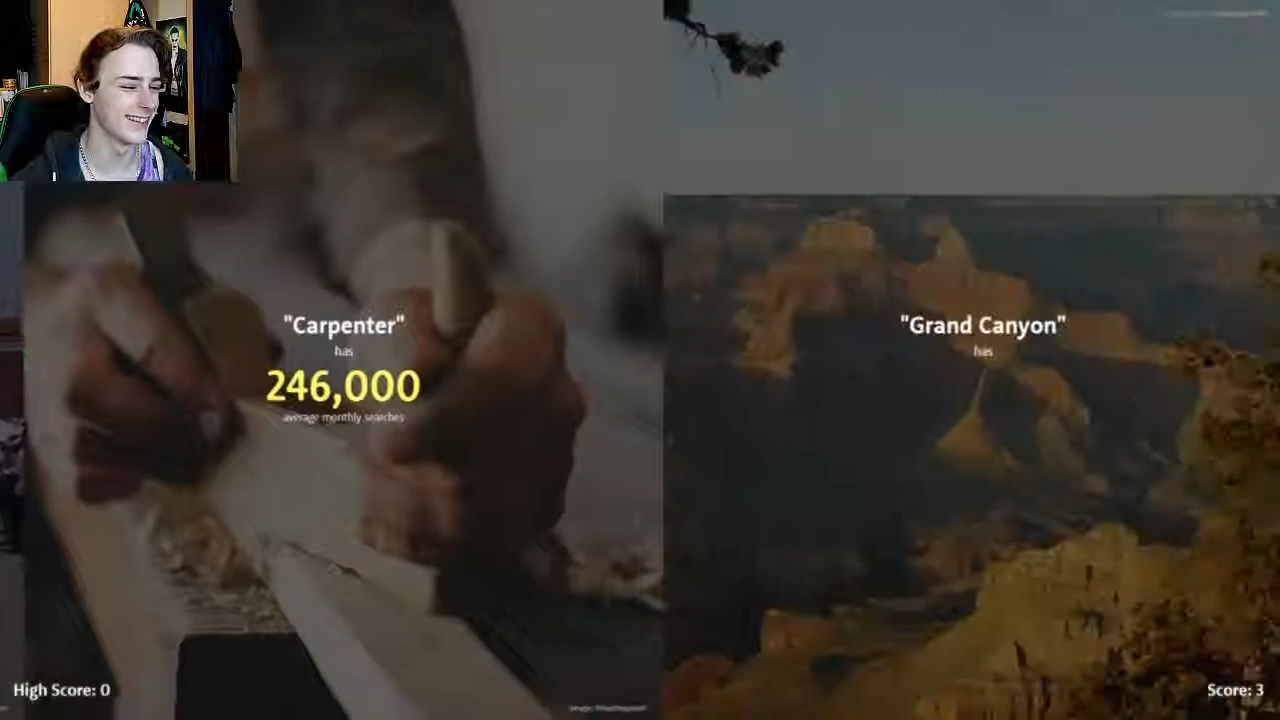 "Carpenter"
has
246,000
average monthly searches
"Grand Canyon"
has
High Score: 0
Score: 3